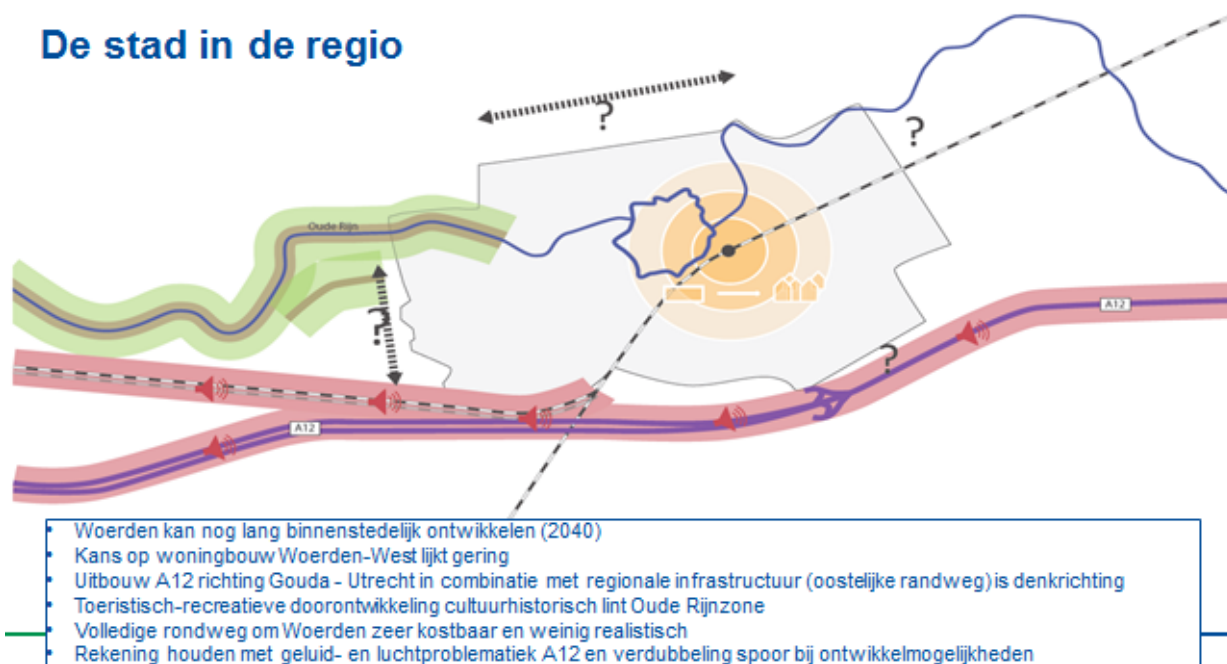 De stad in de regio
?
?
Oude Rijn
?
A12
?
A12
• Woerden kan nog lang binnenstedelijk ontwikkelen (2040)
• Kans op woningbouw Woerden-West lijkt gering
• Uitbouw A12 richting Gouda - Utrecht in combinatie met regionale infrastructuur (oostelijke randweg) is denkrichting
• Toeristisch-recreatieve doorontwikkeling cultuurhistorisch lint Oude Rijnzone
• Volledige rondweg om Woerden zeer kostbaar en weinig realistisch
• Rekening houden met geluid- en luchtproblematiek A12 en verdubbeling spoor bij ontwikkelmogelijkheden